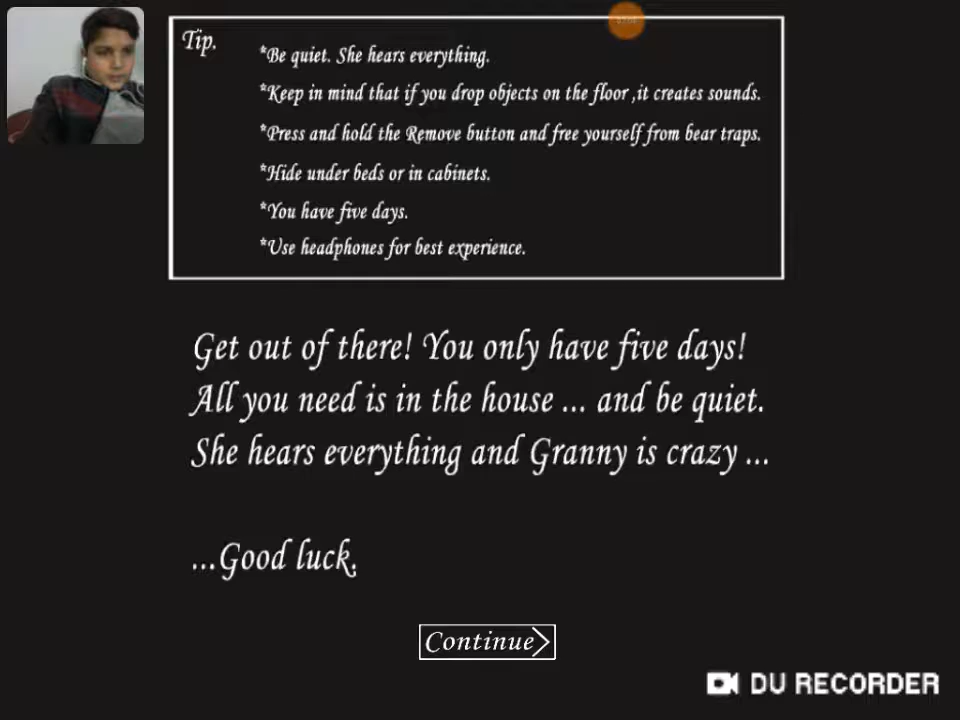 Tip.
*Be quiet. She hears everything.
*Keep in mind that if you drop objects on the floor ,it creates sounds.
*Press and hold the Remove button and free yourself from bear traps.
*Hide under beds or in cabinets.
*You have five days.
*Use headphones for best experience.
Get out of there! You only have five days!
All you need is in the house ... and be quiet.
She hears everything and Granny is crazy ...
...Good luck.
Continue
DU RECORDER